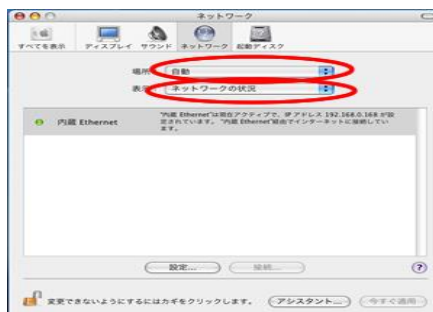 ネットワーク
すべてを表示 ディスプレイ サウンド ネットワーク 起動ディスク
場所 自動
表示 ネットワークの状況
内蔵 Ethernet
"内蔵 Ethernet"は現在アクティブで、IP アドレス 192.168.0.168 が設
定されています。"内蔵 Ethernet"経由でインターネットに接続してい
ます。
設定... 接続...
?
変更できないようにするにはカギをクリックします。 アシスタント... 今すぐ適用